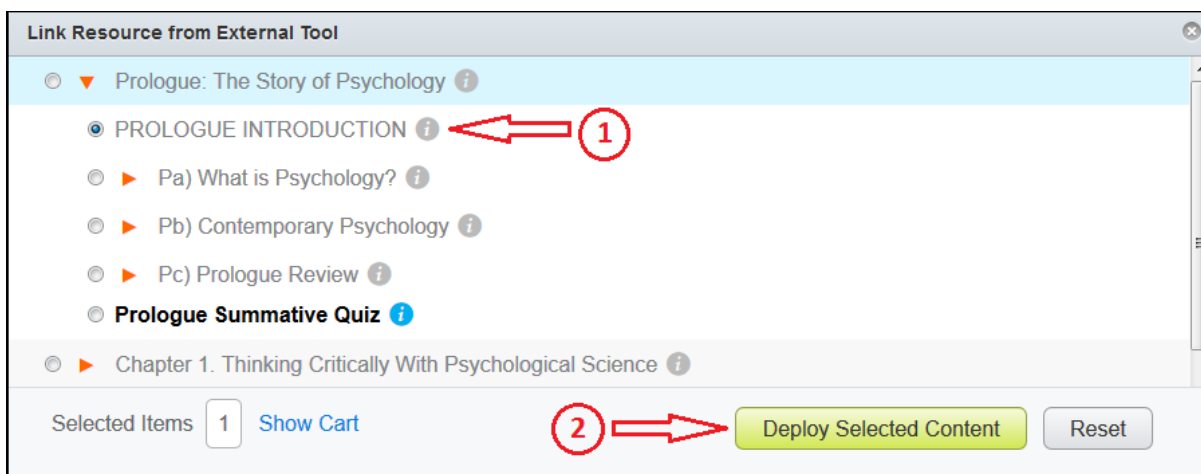 Link Resource from External Tool
Prologue: The Story of Psychology i
PROLOGUE INTRODUCTION i
1
Pa) What is Psychology? i
Pb) Contemporary Psychology i
Pc) Prologue Review i
Prologue Summative Quiz i
Chapter 1. Thinking Critically With Psychological Science i
Selected Items 1 Show Cart 2 Deploy Selected Content Reset